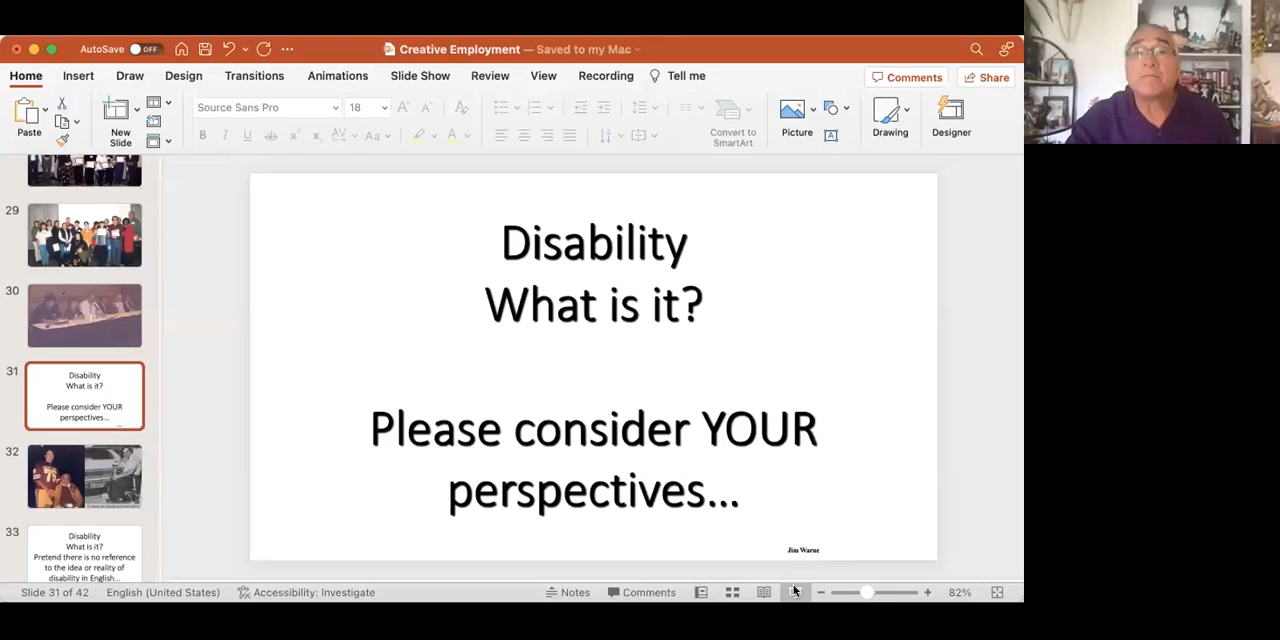 AutoSave OFF
Creative Employment — Saved to my Mac
Home Insert Draw Design Transitions Animations Slide Show Review View Recording Tell me Comments Share
Source Sans Pro 18
Paste New Slide Convert to SmartArt Picture Drawing Designer
29
30
31
Disability
What is it?
Please consider YOUR
perspectives...
32
33
Disability
What is it?
Pretend there is no reference
to the idea or reality of
disability in English...
Disability
What is it?
Please consider YOUR
perspectives...
Jim Warne
Slide 31 of 42 English (United States) Accessibility: Investigate Notes Comments 82%